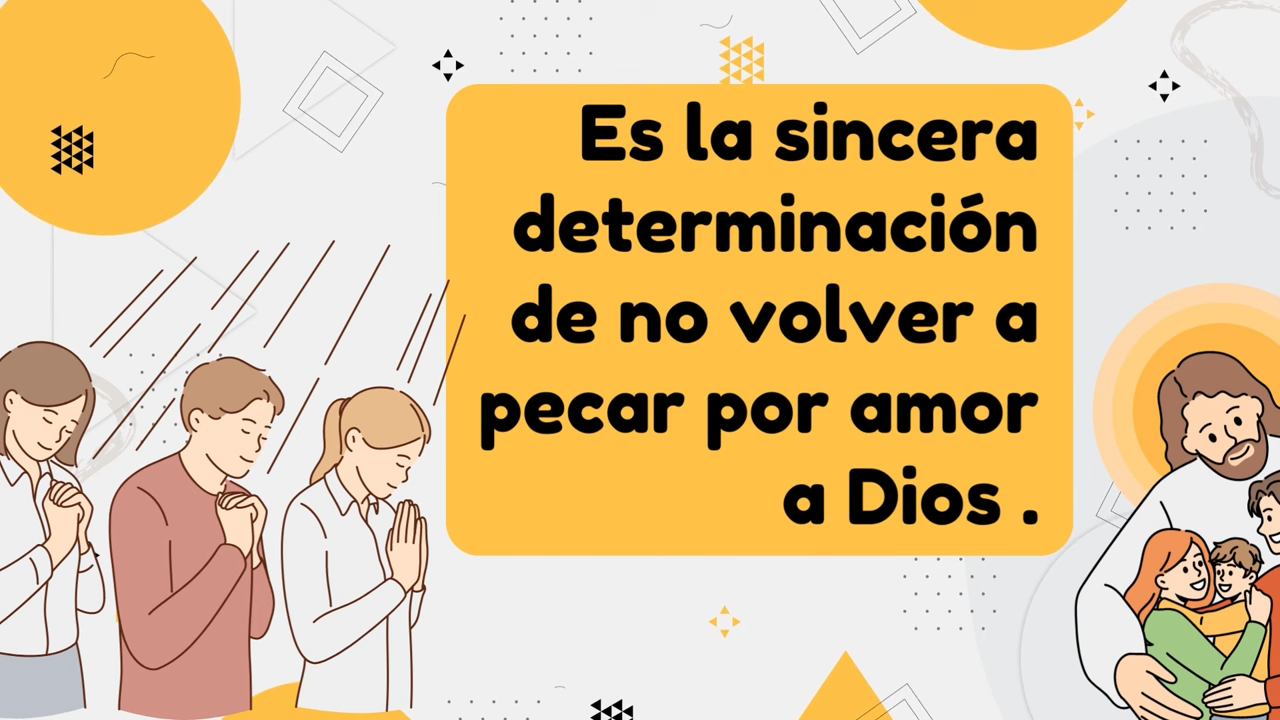 Es la sincera
determinación
de no volver a
pecar por amor
a Dios .